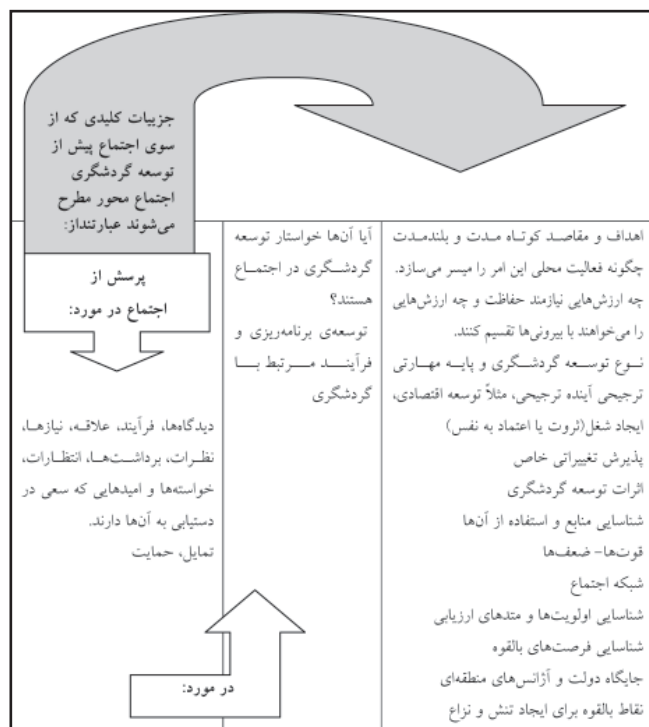 جزییات کلیدی که از
سوی اجتماع پیش از
توسعه گردشگری
اجتماع محور مطرح
می‌شوند عبارتنداز:
پرسش از
اجتماع در مورد:
دیدگاه‌ها، فرآیند، علاقه، نیازها،
نظرات، برداشت‌ها، انتظارات،
خواسته‌ها و امیدهایی که سعی در
دستیابی به آن‌ها دارند.
تمایل، حمایت
در مورد:
آیا آن‌ها خواستار توسعه
گردشگری در اجتماع
هستند؟
توسعه‌ی برنامه‌ریزی و
فرآیند مرتبط با
گردشگری
اهداف و مقاصد کوتاه مدت و بلندمدت
چگونه فعالیت محلی این امر را میسر می‌سازد.
چه ارزش‌هایی نیازمند حفاظت و چه ارزش‌هایی
را می‌خواهند با بیرونی‌ها تقسیم کنند.
نوع توسعه گردشگری و پایه مهارتی
ترجیحی آینده ترجیحی، مثلاً توسعه اقتصادی،
ایجاد شغل(ثروت یا اعتماد به نفس)
پذیرش تغییراتی خاص
اثرات توسعه گردشگری
شناسایی منابع و استفاده از آن‌ها
قوت‌ها- ضعف‌ها
شبکه اجتماع
شناسایی اولویت‌ها و متدهای ارزیابی
شناسایی فرصت‌های بالقوه
جایگاه دولت و آژانس‌های منطقه‌ای
نقاط بالقوه برای ایجاد تنش و نزاع